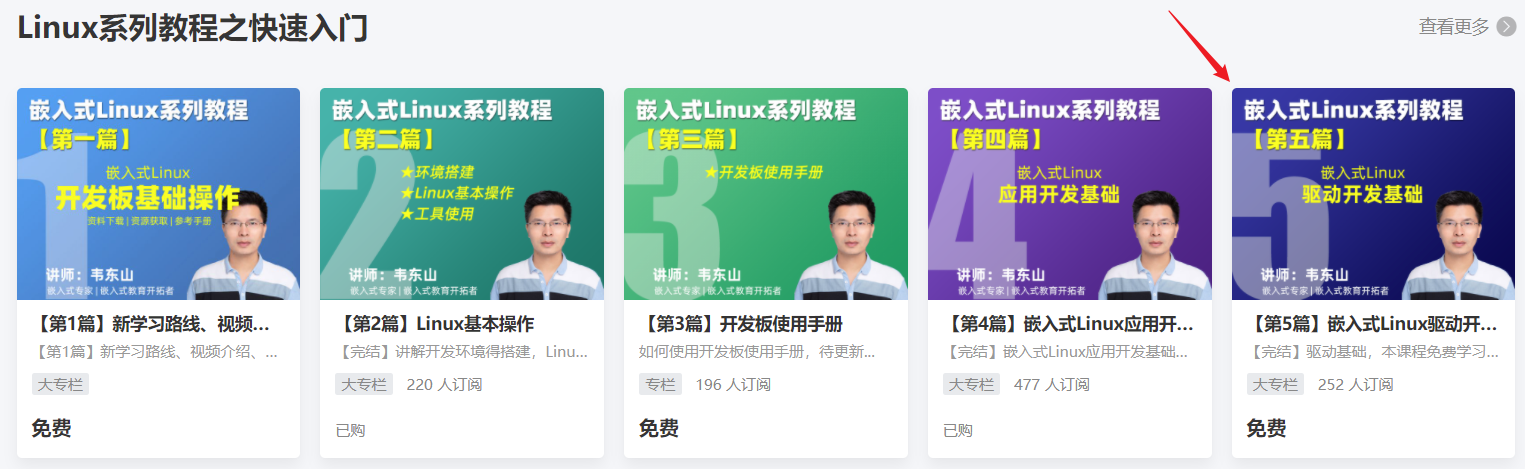 Linux系列教程之快速入门
查看更多
嵌入式Linux系列教程
【第一篇】
1
嵌入式Linux
开发板基础操作
资料下载|资源获取|参考手册
讲师：韦东山
嵌入式专家|嵌入式教育开拓者
【第1篇】新学习路线、视频...
【第1篇】新学习路线、视频介绍、...
大专栏
免费
嵌入式Linux系列教程
【第二篇】
2
★环境搭建
★Linux基本操作
★工具使用
讲师：韦东山
嵌入式专家|嵌入式教育开拓者
【第2篇】Linux基本操作
【完结】讲解开发环境得搭建，Linu...
大专栏 220 人订阅
已购
嵌入式Linux系列教程
【第三篇】
3
★开发板使用手册
讲师：韦东山
嵌入式专家|嵌入式教育开拓者
【第3篇】开发板使用手册
如何使用开发板使用手册，待更新...
专栏 196 人订阅
免费
嵌入式Linux系列教程
【第四篇】
4
嵌入式Linux
应用开发基础
讲师：韦东山
嵌入式专家|嵌入式教育开拓者
【第4篇】嵌入式Linux应用开...
【完结】嵌入式Linux应用开发基础...
大专栏 477 人订阅
已购
嵌入式Linux系列教程
【第五篇】
5
嵌入式Linux
驱动开发基础
讲师：韦东山
嵌入式专家|嵌入式教育开拓者
【第5篇】嵌入式Linux驱动开...
【完结】驱动基础，本课程免费学习...
大专栏 252 人订阅
免费